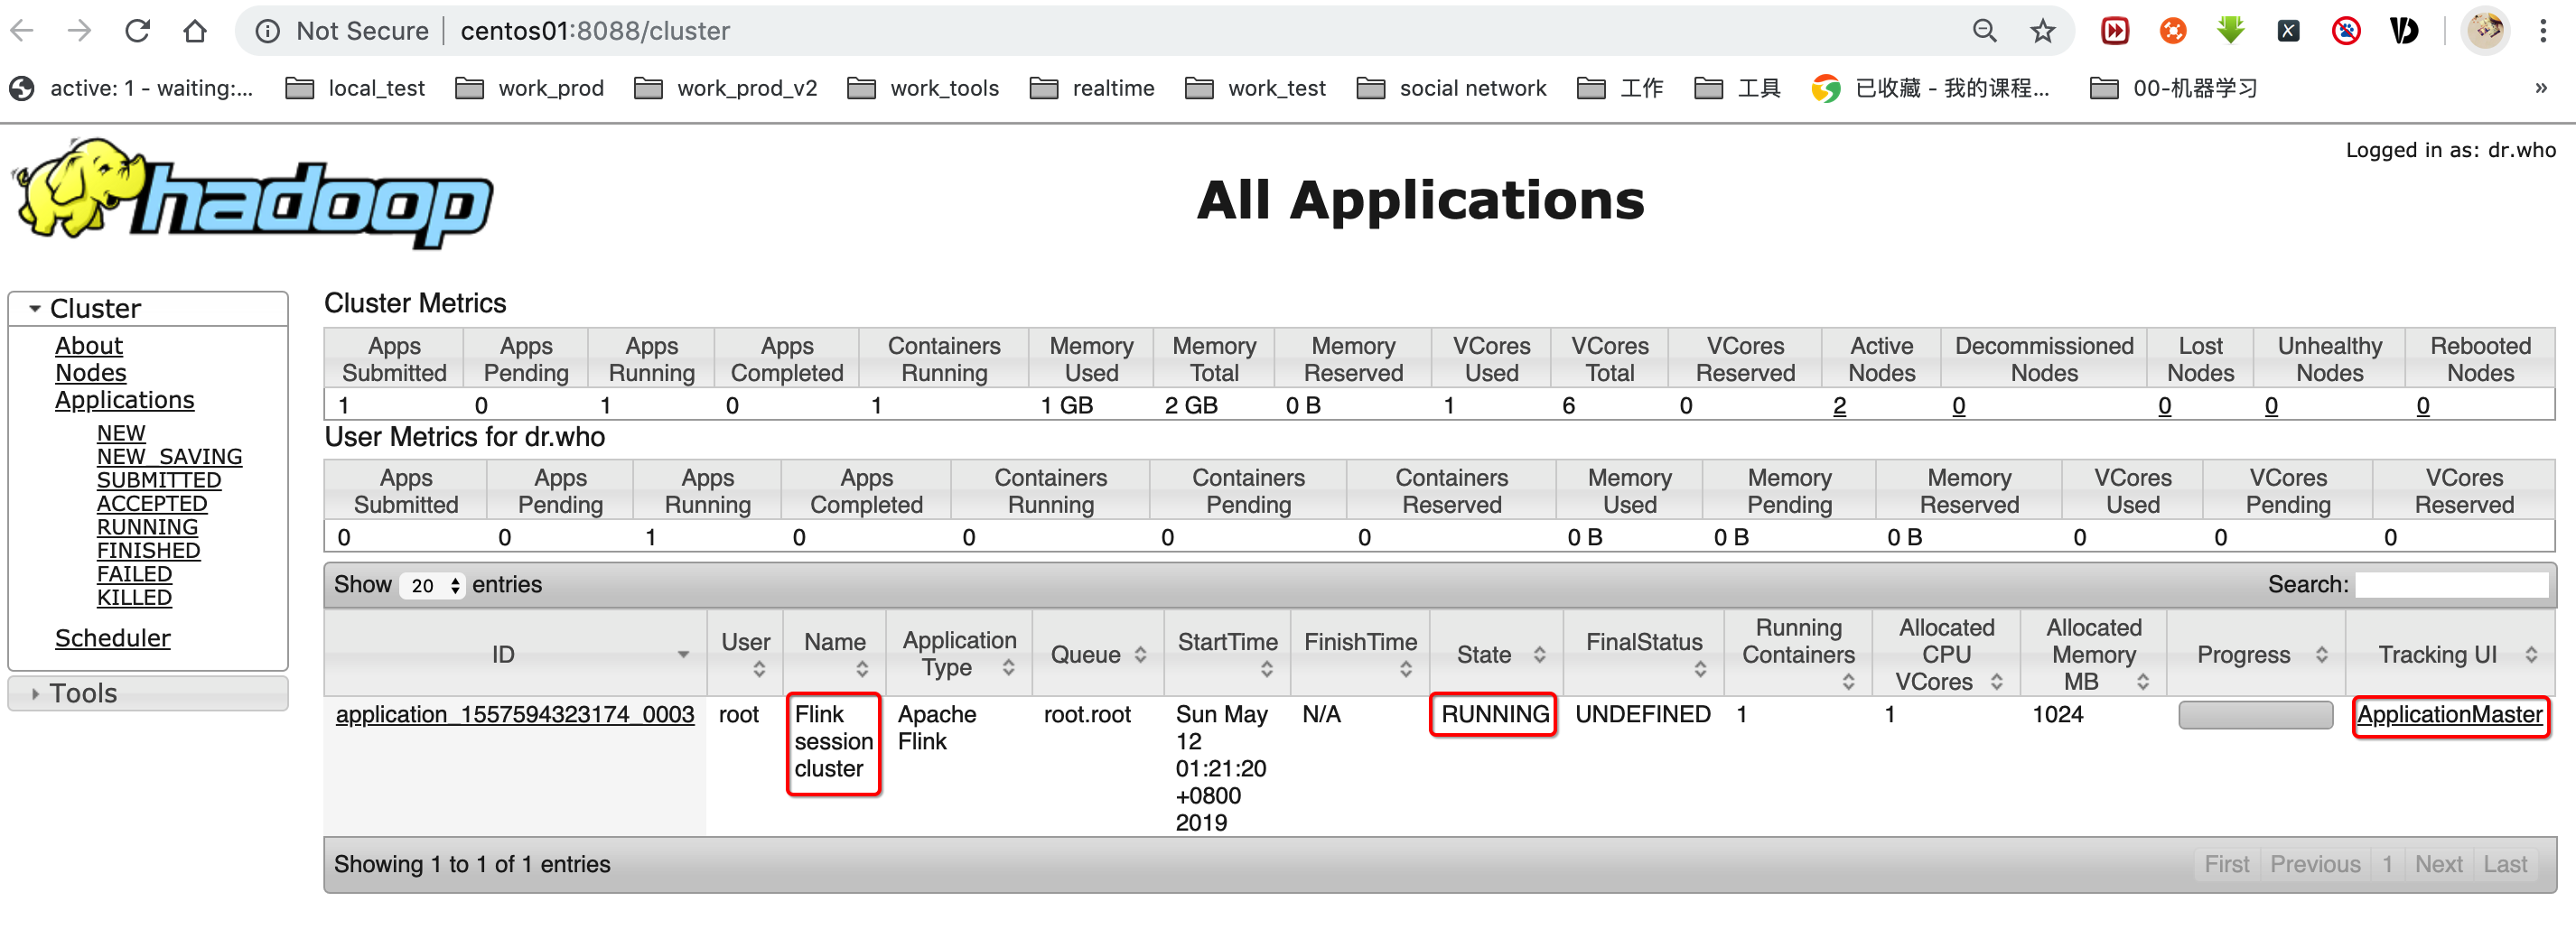 Not Secure | centos01:8088/cluster
active: 1 - waiting:... local_test work_prod work_prod_v2 work_tools realtime work_test social network 工作 工具 已收藏 - 我的课程... 00-机器学习 »
hadoop
All Applications
Logged in as: dr.who
Cluster
About
Nodes
Applications
NEW
NEW_SAVING
SUBMITTED
ACCEPTED
RUNNING
FINISHED
FAILED
KILLED
Scheduler
Tools
Cluster Metrics
Apps Submitted Apps Pending Apps Running Apps Completed Containers Running Memory Used Memory Total Memory Reserved VCores Used VCores Total VCores Reserved Active Nodes Decommissioned Nodes Lost Nodes Unhealthy Nodes Rebooted Nodes
1 0 1 0 1 1 GB 2 GB 0 B 1 6 0 2 0 0 0 0
User Metrics for dr.who
Apps Submitted Apps Pending Apps Running Apps Completed Containers Running Containers Pending Containers Reserved Memory Used Memory Pending Memory Reserved VCores Used VCores Pending VCores Reserved
0 0 1 0 0 0 0 0 B 0 B 0 B 0 0 0
Show 20 entries Search:
ID User Name Application Type Queue StartTime FinishTime State FinalStatus Running Containers Allocated CPU VCores Allocated Memory MB Progress Tracking UI
application_1557594323174_0003 root Flink session cluster Apache Flink root.root Sun May 12 01:21:20 +0800 2019 N/A RUNNING UNDEFINED 1 1 1024 ApplicationMaster
Showing 1 to 1 of 1 entries First Previous 1 Next Last